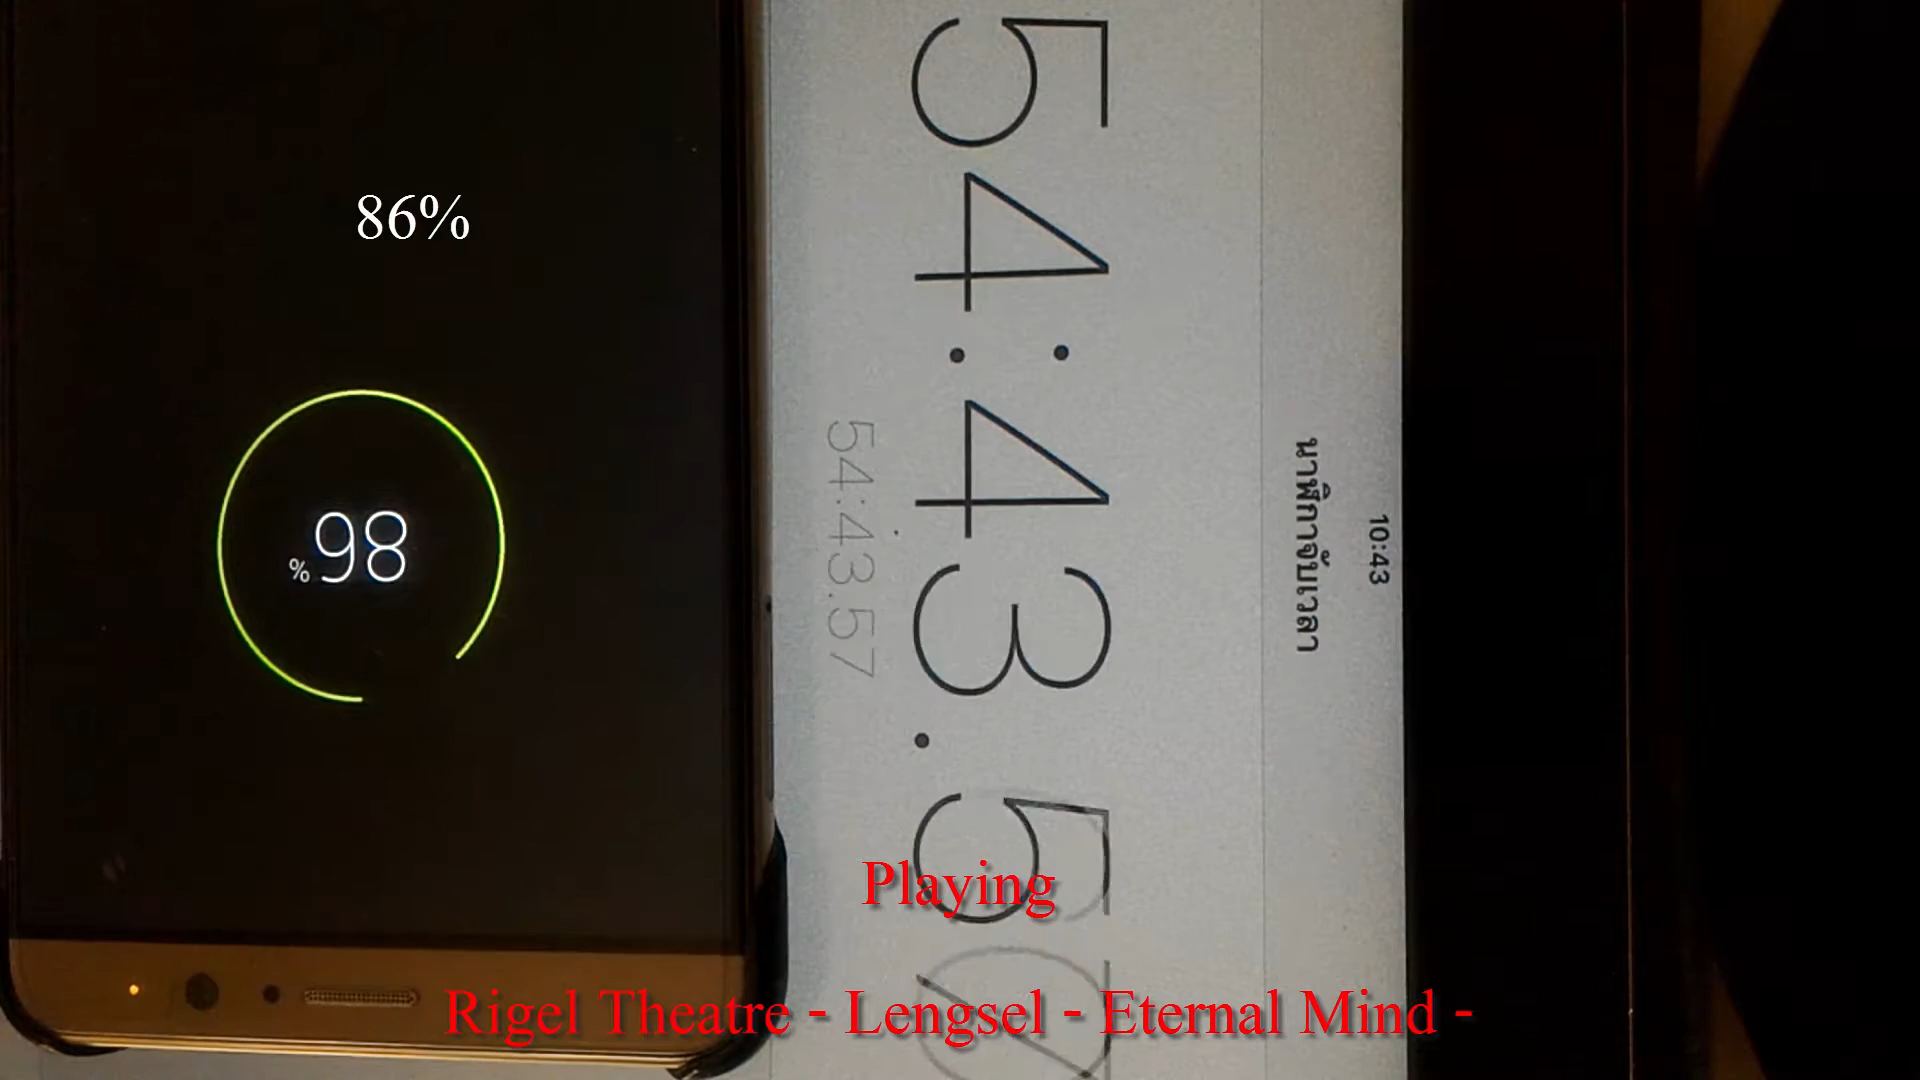 86%
86%
10:43
นาฬิกาจับเวลา
54:43.57
54:43.57
Playing
Rigel Theatre - Lengsel - Eternal Mind -